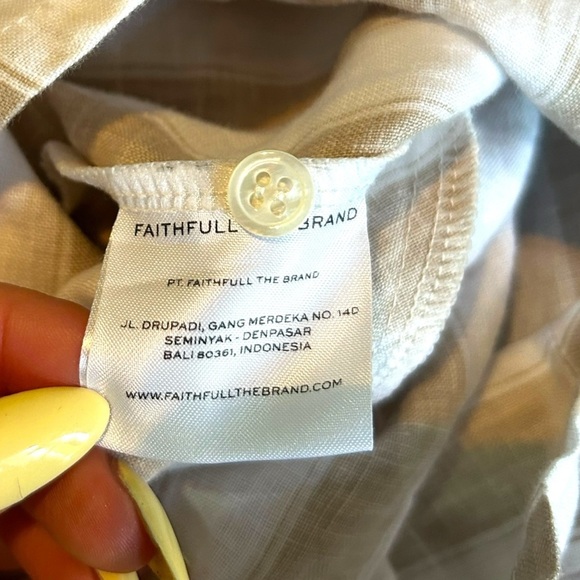 FAITHFULL BRAND
PT. FAITHFULL THE BRAND
JL. DRUPADI, GANG MERDEKA NO. 14D
SEMINYAK - DENPASAR
BALI 80361, INDONESIA
WWW.FAITHFULLTHEBRAND.COM